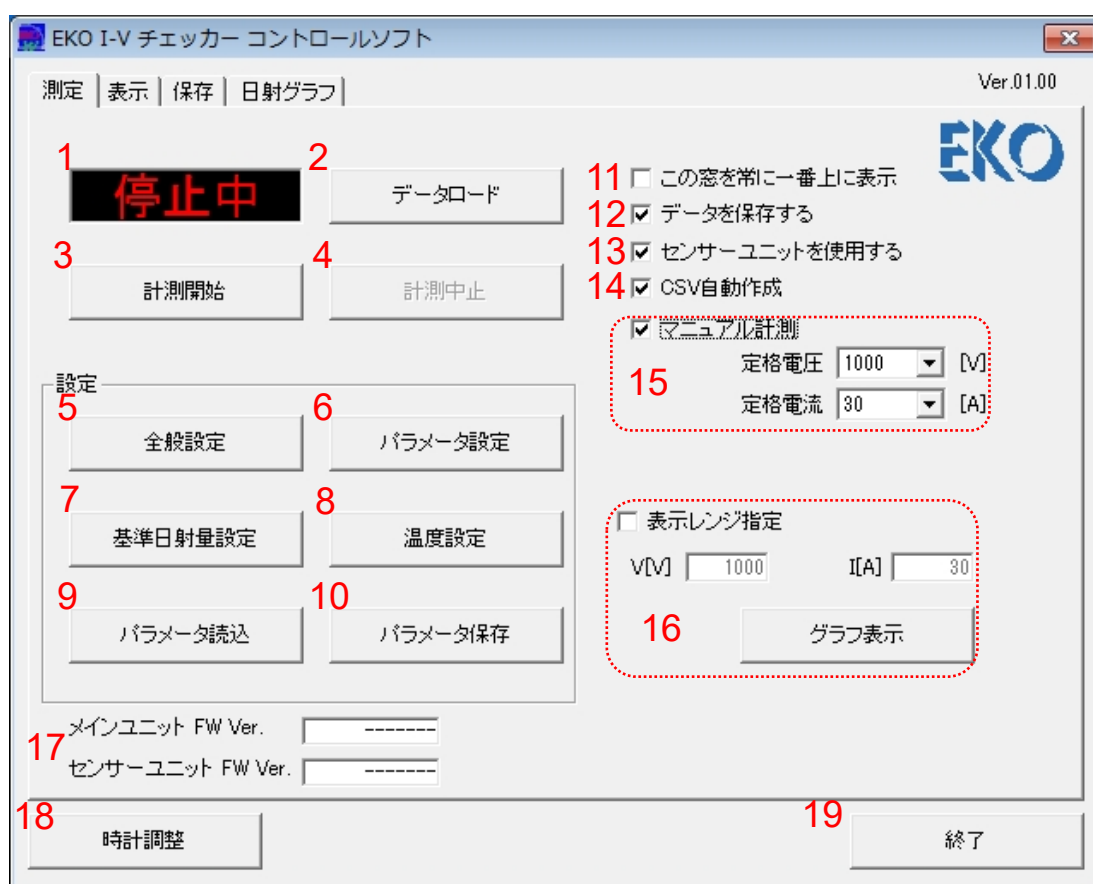 EKO I-V チェッカー コントロールソフト
測定 表示 保存 日射グラフ
Ver.01.00
EKO
1
停止中
2
データロード
3
計測開始
4
計測中止
設定
5
全般設定
6
パラメータ設定
7
基準日射量設定
8
温度設定
9
パラメータ読込
10
パラメータ保存
11 この窓を常に一番上に表示
12 データを保存する
13 センサーユニットを使用する
14 CSV自動作成
マニュアル計測
15
定格電圧 1000 [V]
定格電流 30 [A]
表示レンジ指定
V[V] 1000 I[A] 30
16 グラフ表示
17
メインユニット FW Ver. -------
センサーユニット FW Ver. -------
18
時計調整
19
終了